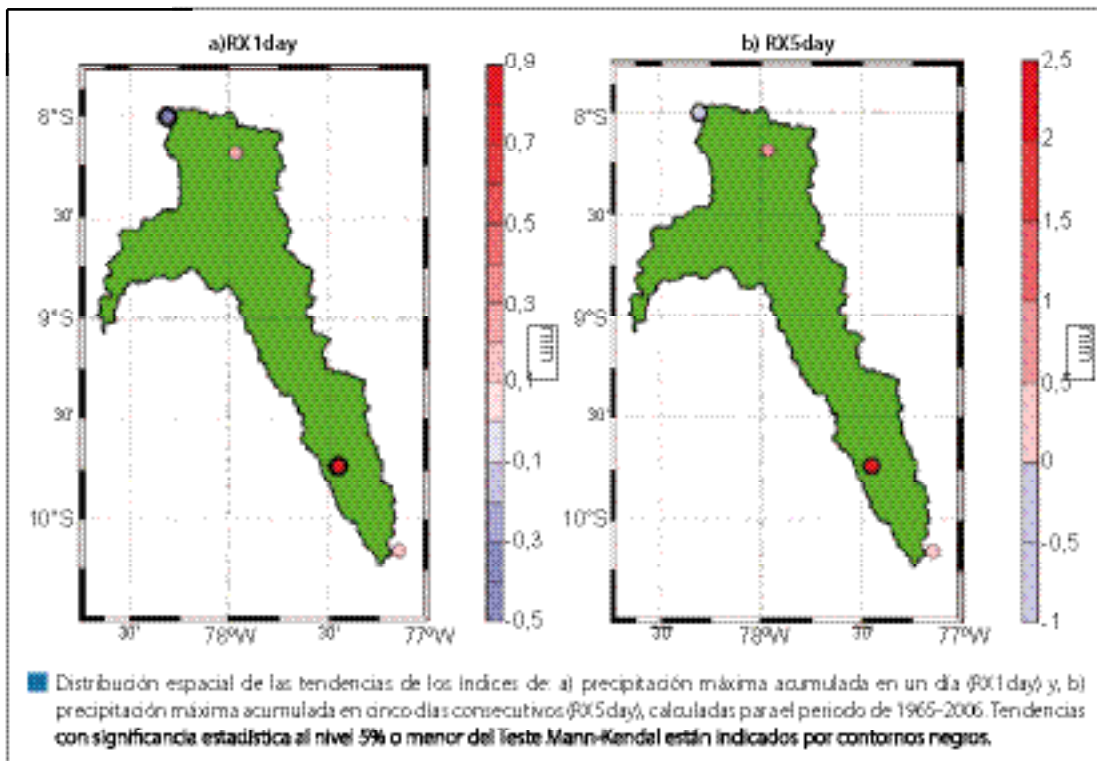 a)RX1day
b) RX5day
8°S
30'
9°S
30'
10°S
30'
78°W
30'
77°W
0,9
0,7
0,5
0,3
0,1
-0,1
-0,3
-0,5
mm
8°S
30'
9°S
30'
10°S
30'
78°W
30'
77°W
2,5
2
1,5
1
0,5
0
-0,5
-1
mm
Distribución espacial de las tendencias de los índices de: a) precipitación máxima acumulada en un día (RX1day) y, b)
precipitación máxima acumulada en cinco días consecutivos (RX5day), calculadas para el periodo de 1965-2006. Tendencias
con significancia estadística al nivel 5% o menor del Teste Mann-Kendal están indicados por contornos negros.